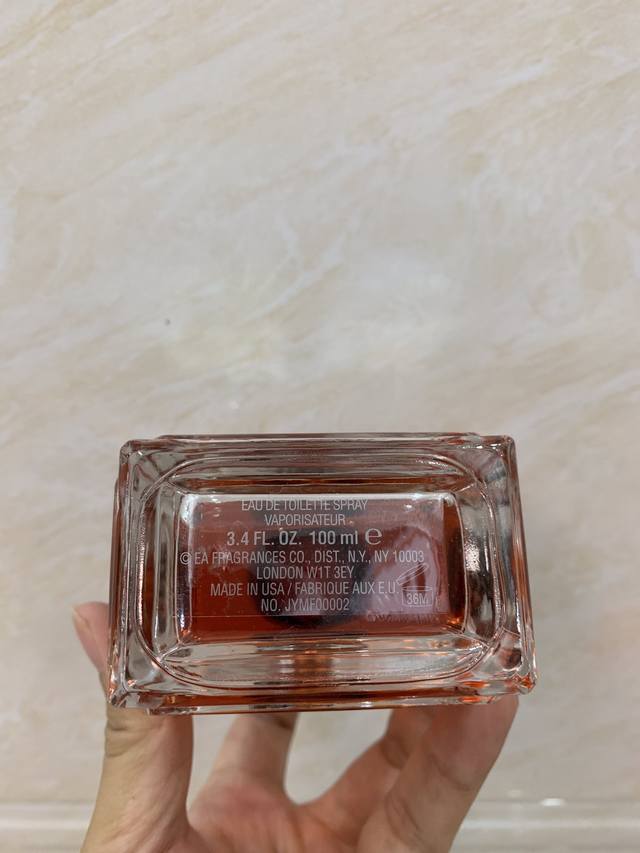 EAU DE TOILETTE SPRAY
VAPORISATEUR
3.4 FL. OZ. 100 ml e
© EA FRAGRANCES CO., DIST., N.Y., NY 10003
LONDON W1T 3EY
MADE IN USA / FABRIQUE AUX E.U.
36M
NO. JYMF00002